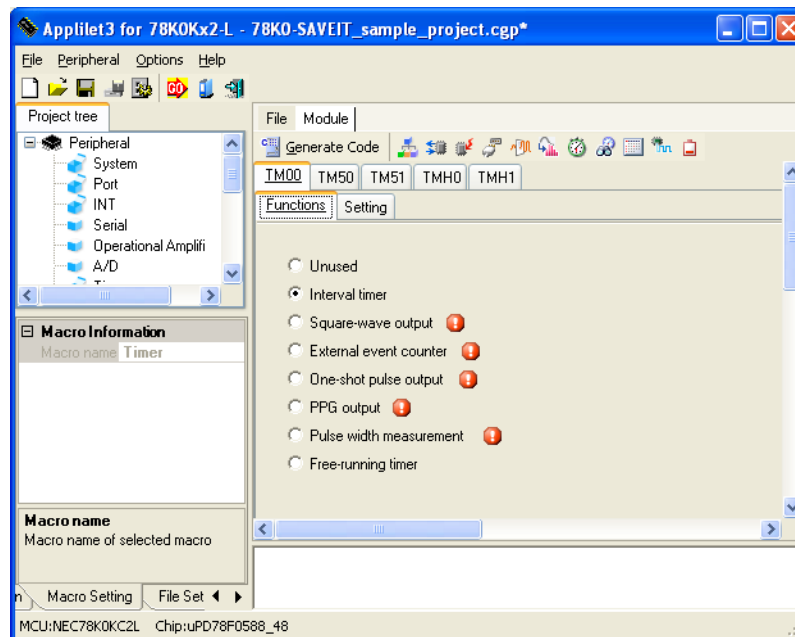 Applilet3 for 78K0Kx2-L - 78K0-SAVEIT_sample_project.cgp*
File Peripheral Options Help
GO
Project tree
Peripheral
System
Port
INT
Serial
Operational Amplifi
A/D
Macro Information
Macro name Timer
Macro name
Macro name of selected macro
Macro Setting File Set
File Module
Generate Code
TM00 TM50 TM51 TMH0 TMH1
Functions Setting
Unused
Interval timer
Square-wave output
External event counter
One-shot pulse output
PPG output
Pulse width measurement
Free-running timer
MCU:NEC78K0KC2L Chip:uPD78F0588_48